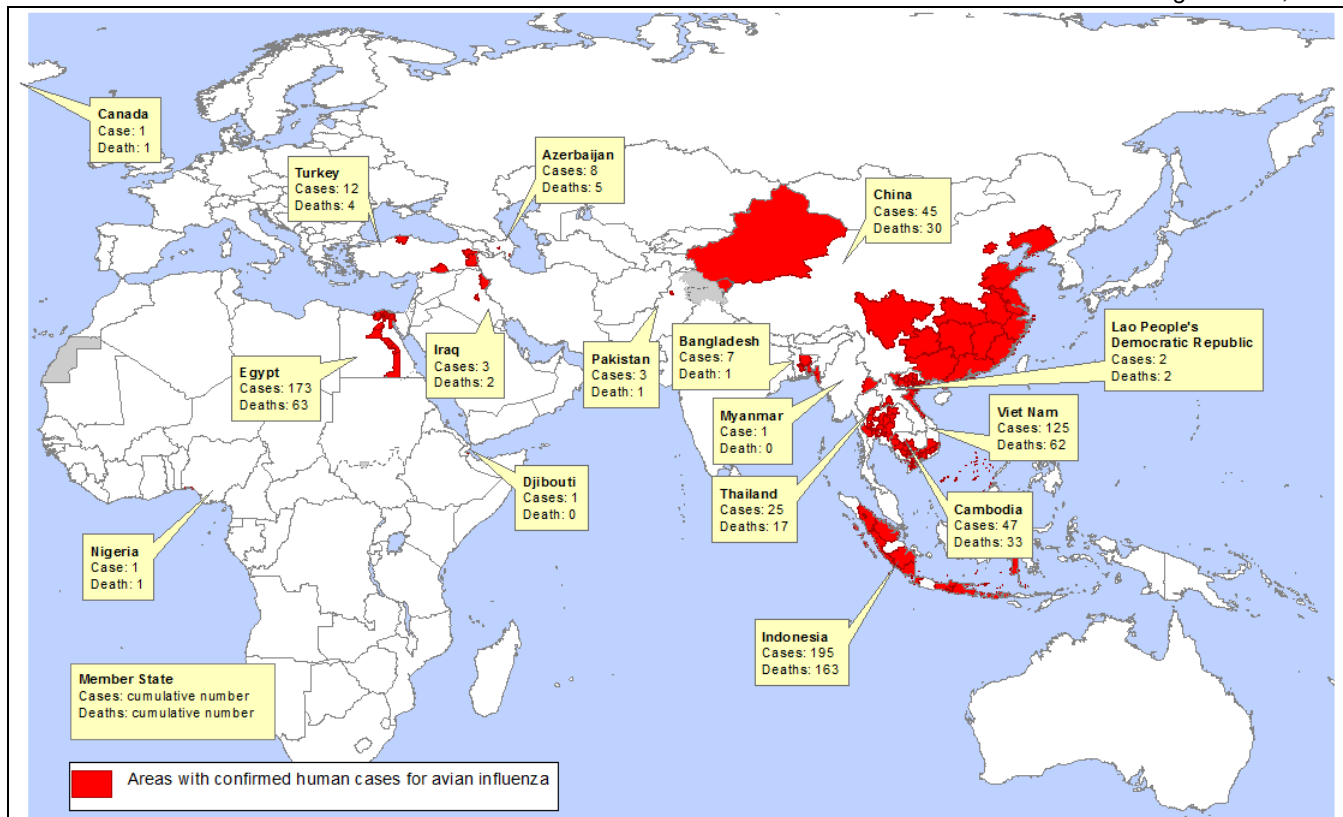 Canada
Case: 1
Death: 1
Turkey
Cases: 12
Deaths: 4
Azerbaijan
Cases: 8
Deaths: 5
China
Cases: 45
Deaths: 30
Egypt
Cases: 173
Deaths: 63
Iraq
Cases: 3
Deaths: 2
Pakistan
Cases: 3
Death: 1
Bangladesh
Cases: 7
Death: 1
Lao People's
Democratic Republic
Cases: 2
Deaths: 2
Myanmar
Case: 1
Death: 0
Viet Nam
Cases: 125
Deaths: 62
Djibouti
Cases: 1
Death: 0
Thailand
Cases: 25
Deaths: 17
Cambodia
Cases: 47
Deaths: 33
Nigeria
Case: 1
Death: 1
Indonesia
Cases: 195
Deaths: 163
Member State
Cases: cumulative number
Deaths: cumulative number
Areas with confirmed human cases for avian influenza